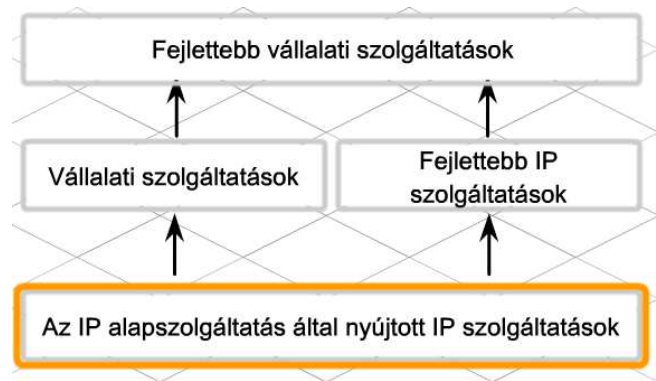 Fejlettebb vállalati szolgáltatások
Vállalati szolgáltatások
Fejlettebb IP
szolgáltatások
Az IP alapszolgáltatás által nyújtott IP szolgáltatások